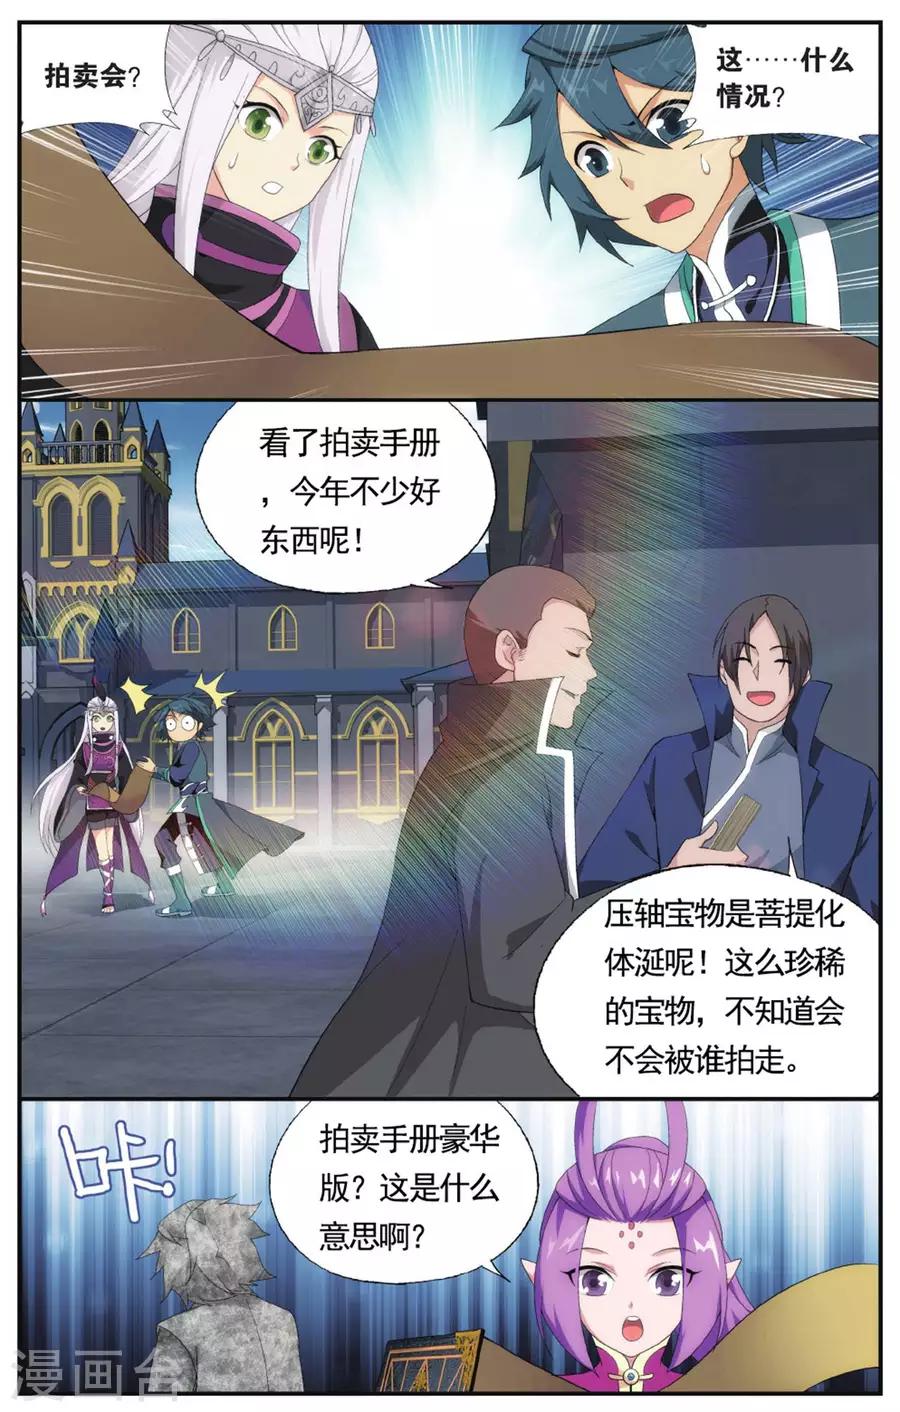 拍卖会?
这……什么
情况?
看了拍卖手册
,今年不少好
东西呢!
压轴宝物是菩提化
体涎呢!这么珍稀
的宝物,不知道会
不会被谁拍走。
咔!
拍卖手册豪华
版?这是什么
意思啊?
漫画舍